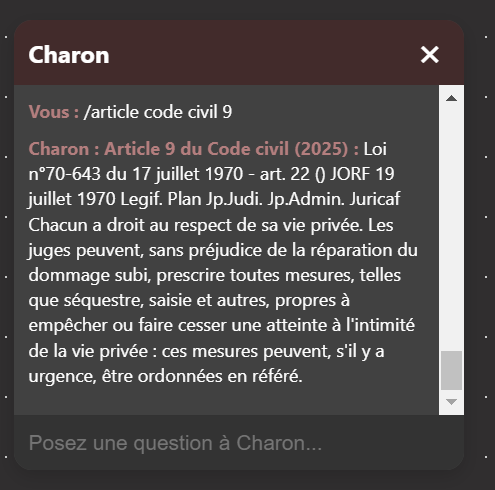 Charon
Vous : /article code civil 9
Charon : Article 9 du Code civil (2025) : Loi
n°70-643 du 17 juillet 1970 - art. 22 () JORF 19
juillet 1970 Legif. Plan Jp.Judi. Jp.Admin. Juricaf
Chacun a droit au respect de sa vie privée. Les
juges peuvent, sans préjudice de la réparation du
dommage subi, prescrire toutes mesures, telles
que séquestre, saisie et autres, propres à
empêcher ou faire cesser une atteinte à l'intimité
de la vie privée : ces mesures peuvent, s'il y a
urgence, être ordonnées en référé.
Posez une question à Charon...